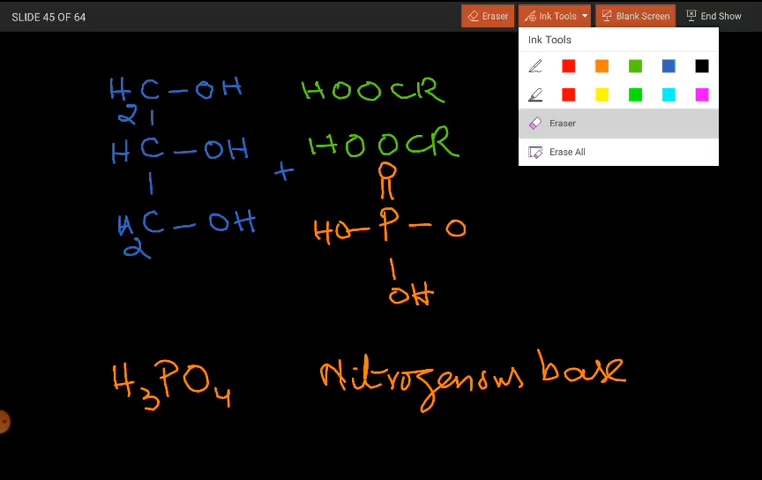 SLIDE 45 OF 64
Eraser
Ink Tools
Blank Screen
End Show
Ink Tools
Eraser
Erase All
H2C - OH HOOCR
HC - OH HOOCR
+
O
H2C - OH HO - P - O
OH
H3PO4 Nitrogenous base